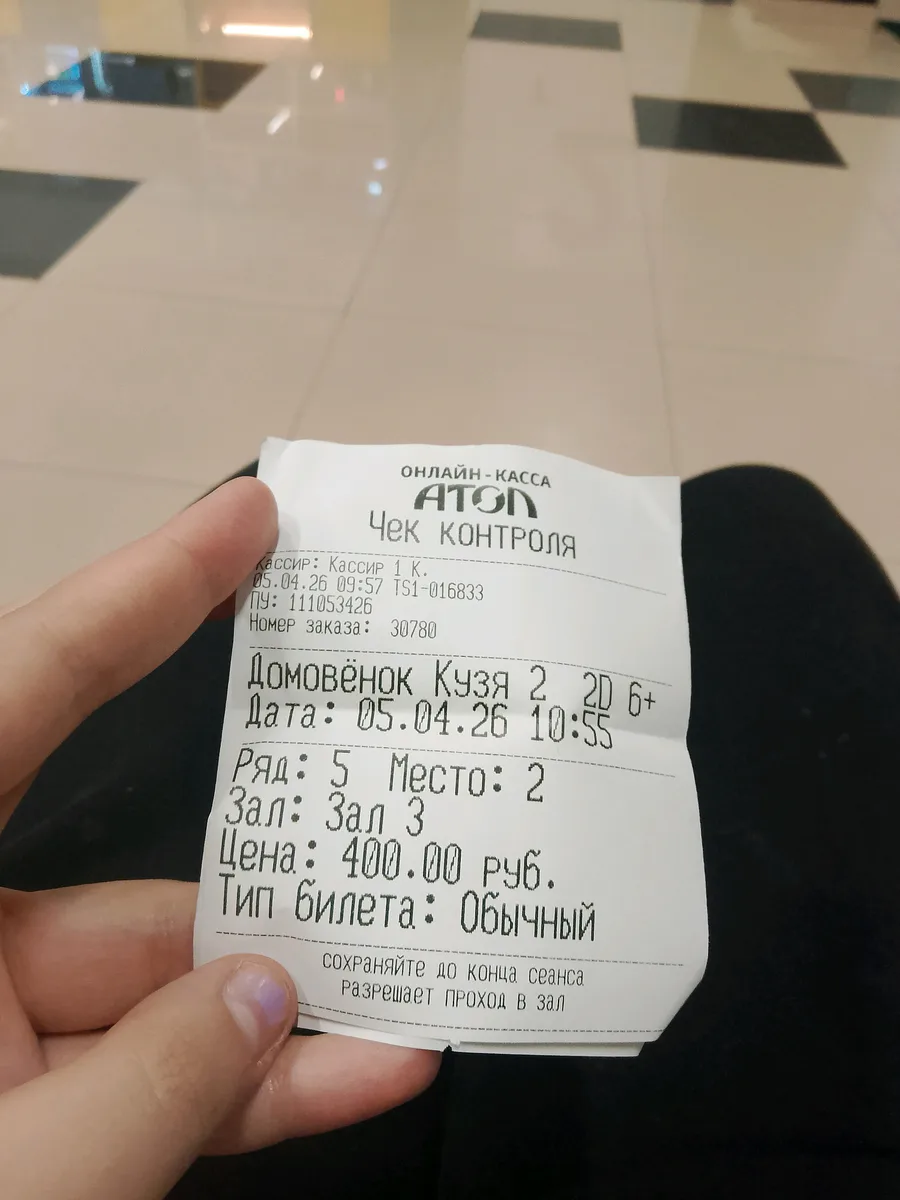 ОНЛАЙН-КАССА
АТОЛ
Чек контроля
Кассир: Кассир 1 К.
05.04.26 09:57 TS1-016833
ПУ: 111053426
Номер заказа: 30780
Домовёнок Кузя 2 2D 6+
Дата: 05.04.26 10:55
Ряд: 5 Место: 2
Зал: Зал 3
Цена: 400.00 руб.
Тип билета: Обычный
СОХРАНЯЙТЕ ДО КОНЦА СЕАНСА
РАЗРЕШАЕТ ПРОХОД В ЗАЛ